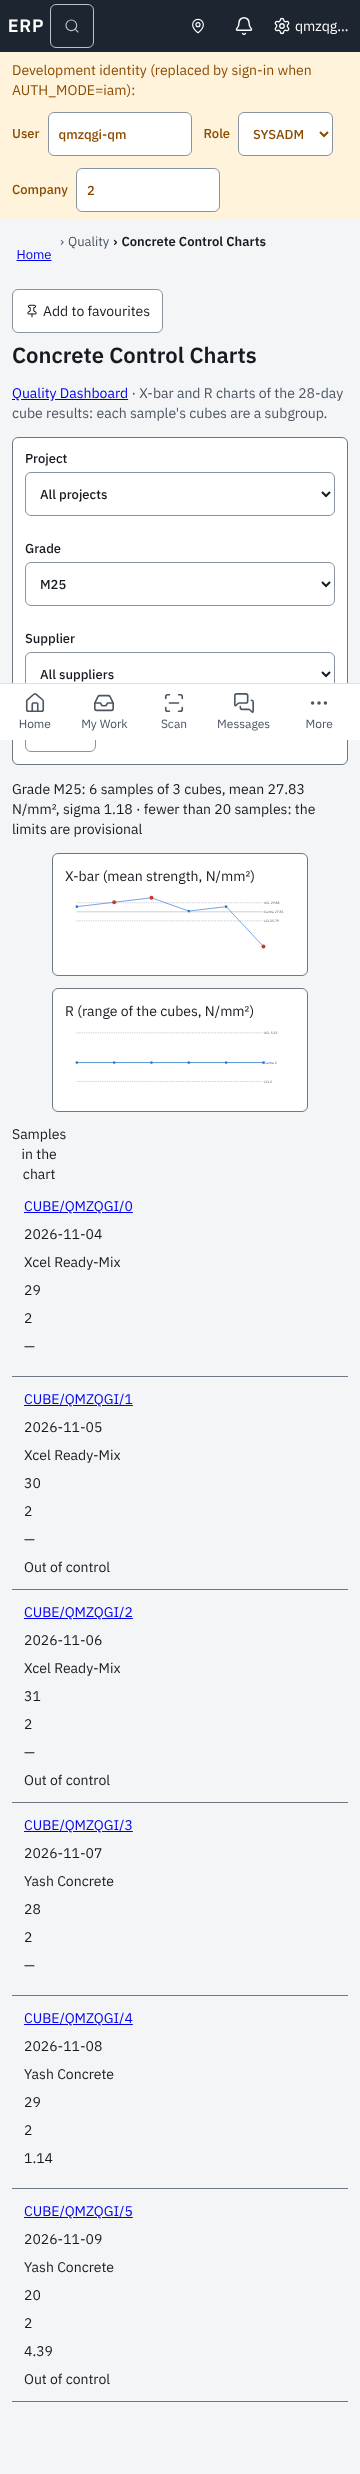 ERP
qmzqg...
Development identity (replaced by sign-in when
AUTH_MODE=iam):
User
qmzqgi-qm
Role
SYSADM
Company
2
Home
› Quality › Concrete Control Charts
Add to favourites
Concrete Control Charts
Quality Dashboard · X-bar and R charts of the 28-day
cube results: each sample's cubes are a subgroup.
Project
All projects
Grade
M25
Supplier
All suppliers
Home
My Work
Scan
Messages
More
Grade M25: 6 samples of 3 cubes, mean 27.83
N/mm², sigma 1.18 · fewer than 20 samples: the
limits are provisional
X-bar (mean strength, N/mm²)
R (range of the cubes, N/mm²)
Samples
in the
chart
CUBE/QMZQGI/0
2026-11-04
Xcel Ready-Mix
29
2
—
CUBE/QMZQGI/1
2026-11-05
Xcel Ready-Mix
30
2
—
Out of control
CUBE/QMZQGI/2
2026-11-06
Xcel Ready-Mix
31
2
—
Out of control
CUBE/QMZQGI/3
2026-11-07
Yash Concrete
28
2
—
CUBE/QMZQGI/4
2026-11-08
Yash Concrete
29
2
1.14
CUBE/QMZQGI/5
2026-11-09
Yash Concrete
20
2
4.39
Out of control